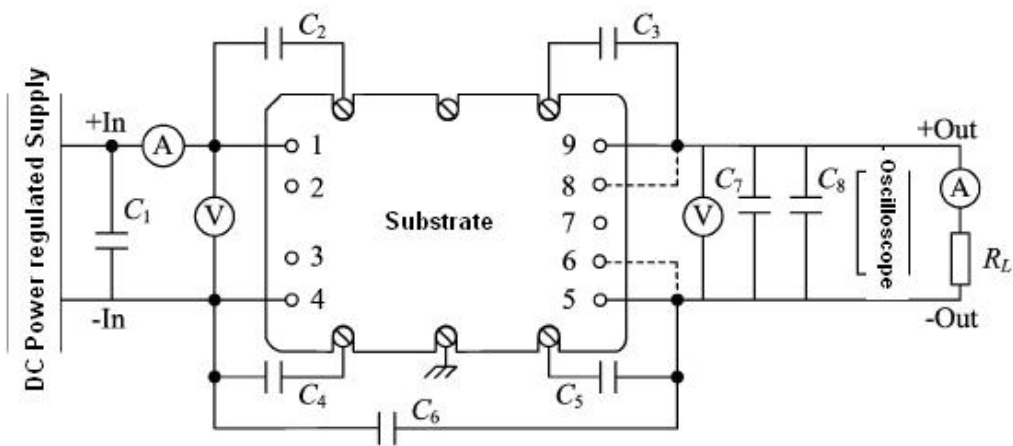 C2
C3
DC Power regulated Supply
+In
A
1
9
+Out
2
8
C7
C8
A
C1
V
Substrate
7
V
Oscilloscope
3
6
RL
4
5
-In
-Out
C4
C5
C6